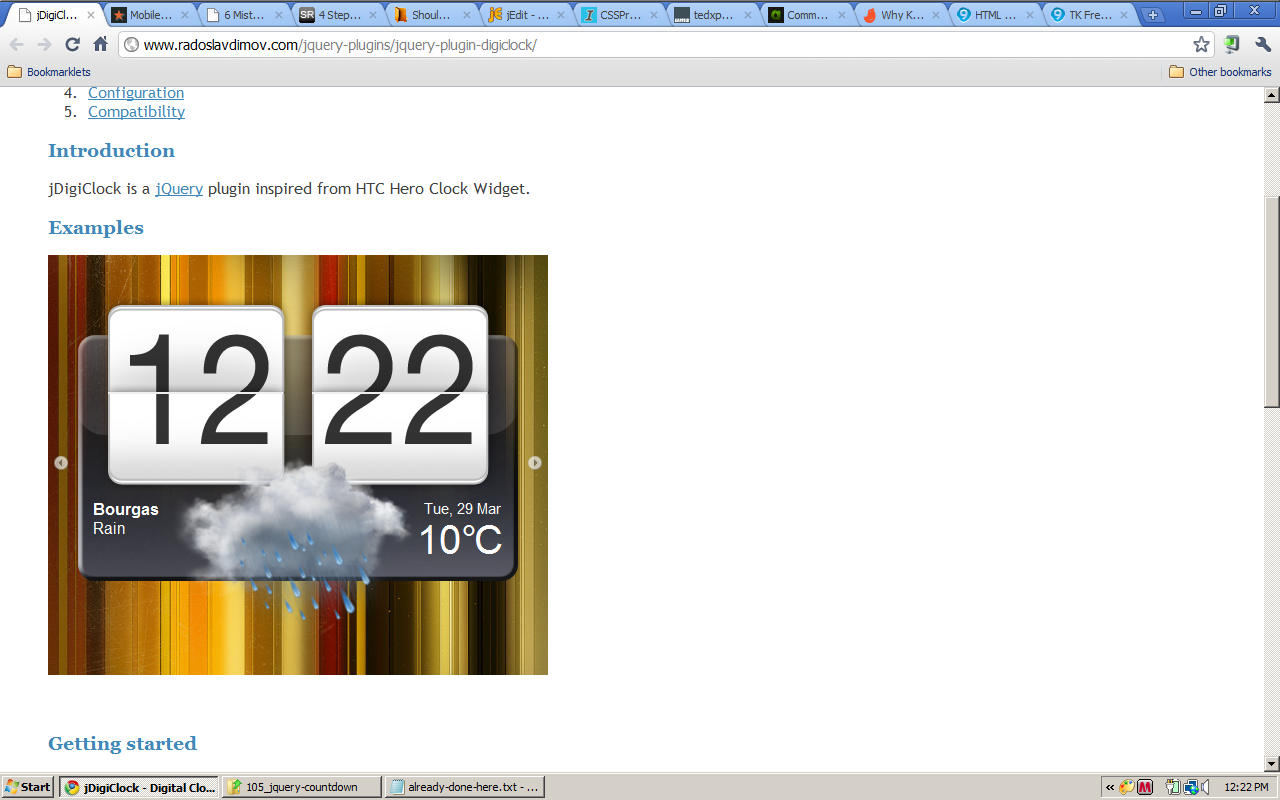 jDigiCl...
Mobile...
6 Mist...
SR 4 Step...
Shoul...
jEdit - ...
CSSPr...
tedxp...
Comm...
Why K...
HTML ...
TK Fre...
www.radoslavdimov.com/jquery-plugins/jquery-plugin-digiclock/
Bookmarklets
Other bookmarks
4. Configuration
5. Compatibility
Introduction
jDigiClock is a jQuery plugin inspired from HTC Hero Clock Widget.
Examples
12 22
Bourgas
Rain
Tue, 29 Mar
10°C
Getting started
Start
jDigiClock - Digital Clo...
105_jquery-countdown
already-done-here.txt - ...
12:22 PM